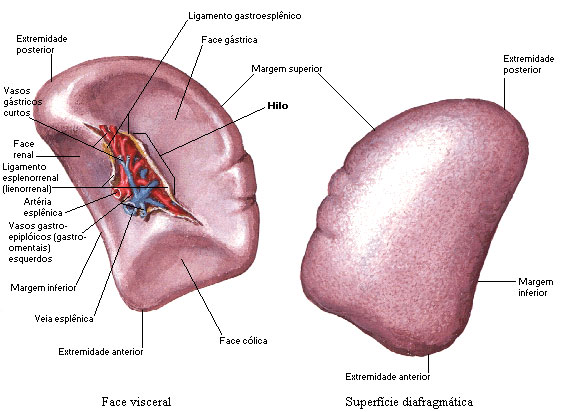 Ligamento gastroesplênico
Extremidade
posterior
Face gástrica
Margem superior
Extremidade
posterior
Vasos
gástricos
curtos
Hilo
Face
renal
Ligamento
esplenorrenal
(lienorrenal)
Artéria
esplênica
Vasos gastro-
epiplóicos (gastro-
omentais)
esquerdos
Margem inferior
Margem
inferior
Veia esplênica
Face cólica
Extremidade anterior
Extremidade anterior
Face visceral
Superfície diafragmática